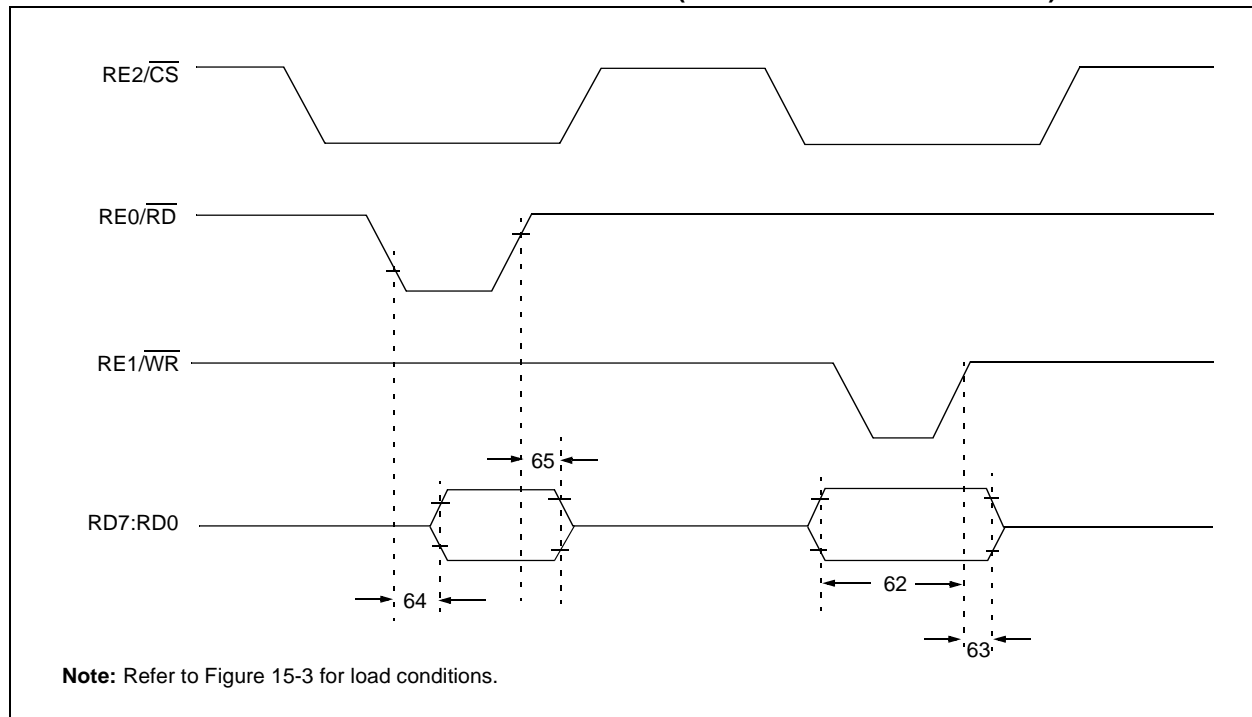 RE2/CS
RE0/RD
RE1/WR
65
RD7:RD0
62
64
63
Note: Refer to Figure 15-3 for load conditions.